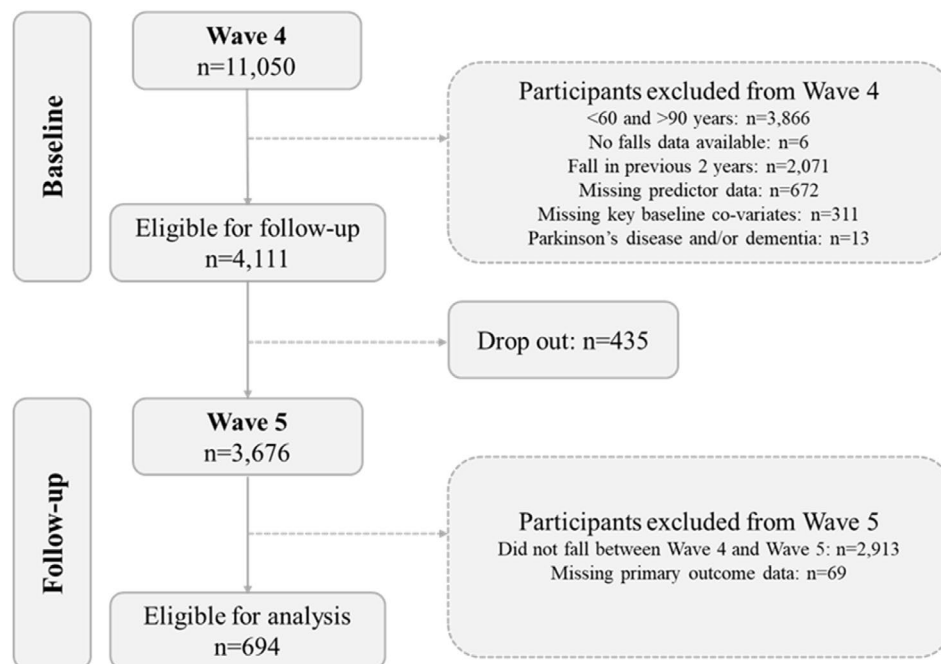 Baseline
Wave 4
n=11,050
Participants excluded from Wave 4
<60 and >90 years: n=3,866
No falls data available: n=6
Fall in previous 2 years: n=2,071
Missing predictor data: n=672
Missing key baseline co-variates: n=311
Parkinson’s disease and/or dementia: n=13
Eligible for follow-up
n=4,111
Drop out: n=435
Follow-up
Wave 5
n=3,676
Participants excluded from Wave 5
Did not fall between Wave 4 and Wave 5: n=2,913
Missing primary outcome data: n=69
Eligible for analysis
n=694